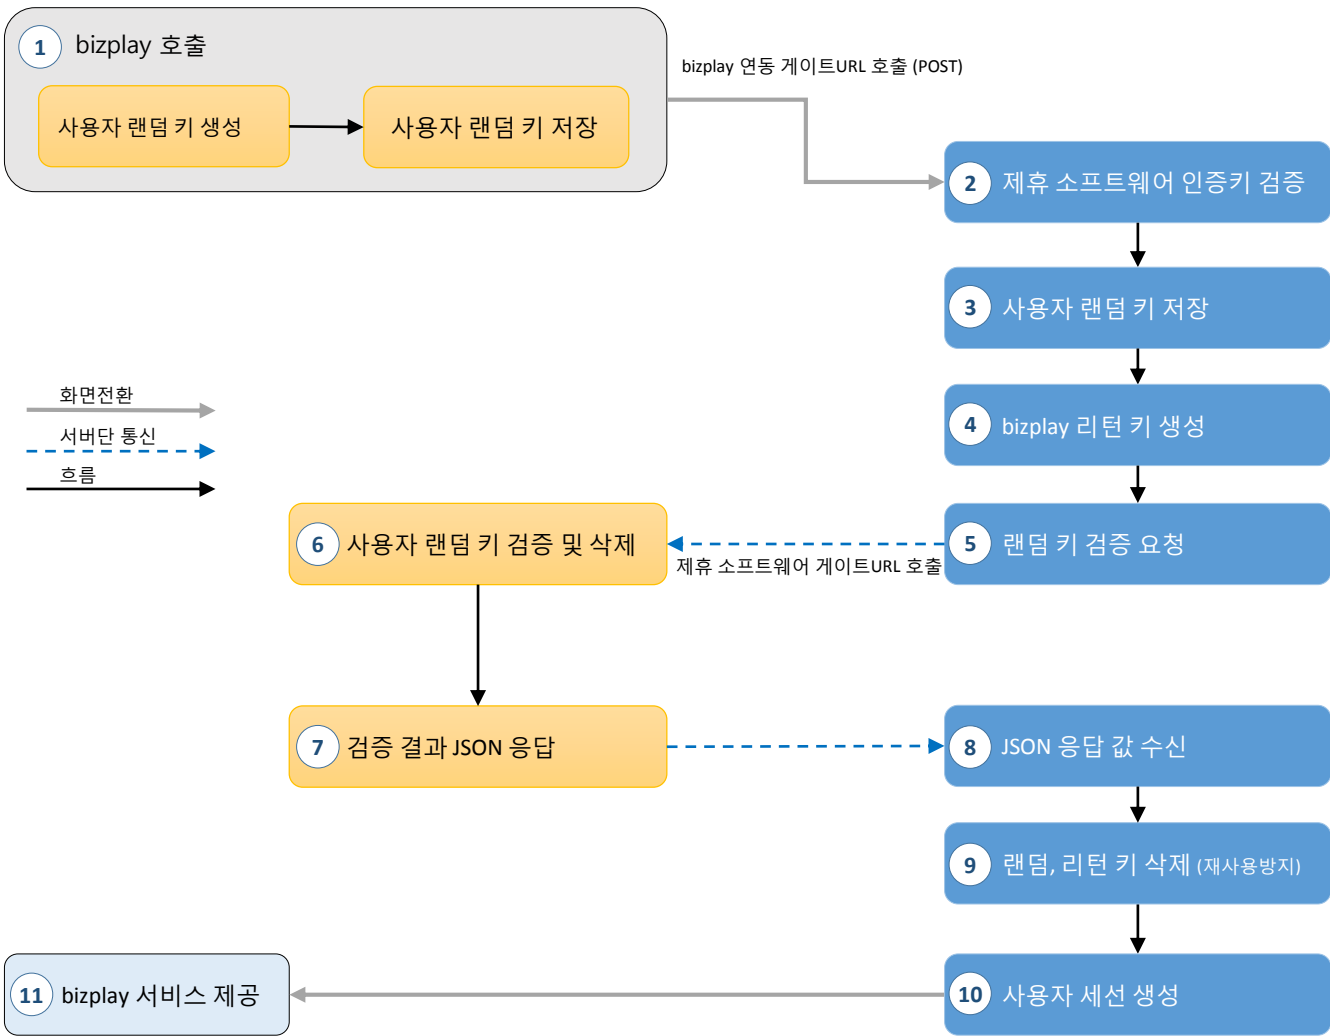 1 bizplay 호출
사용자 랜덤 키 생성
사용자 랜덤 키 저장
bizplay 연동 게이트URL 호출 (POST)
2 제휴 소프트웨어 인증키 검증
3 사용자 랜덤 키 저장
4 bizplay 리턴 키 생성
화면전환
서버단 통신
흐름
5 랜덤 키 검증 요청
제휴 소프트웨어 게이트URL 호출
6 사용자 랜덤 키 검증 및 삭제
7 검증 결과 JSON 응답
8 JSON 응답 값 수신
9 랜덤, 리턴 키 삭제 (재사용방지)
10 사용자 세션 생성
11 bizplay 서비스 제공